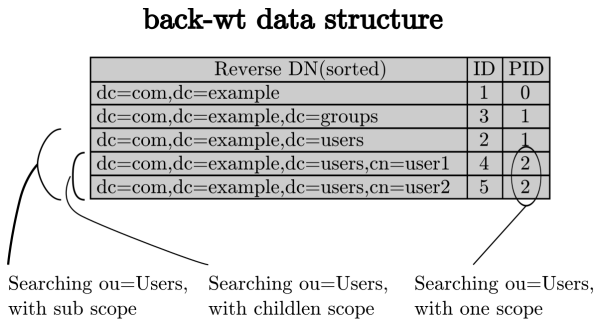 back-wt data structure
Reverse DN(sorted) ID PID
dc=com,dc=example 1 0
dc=com,dc=example,dc=groups 3 1
dc=com,dc=example,dc=users 2 1
dc=com,dc=example,dc=users,cn=user1 4 2
dc=com,dc=example,dc=users,cn=user2 5 2
Searching ou=Users, Searching ou=Users, Searching ou=Users,
with sub scope with childlen scope with one scope